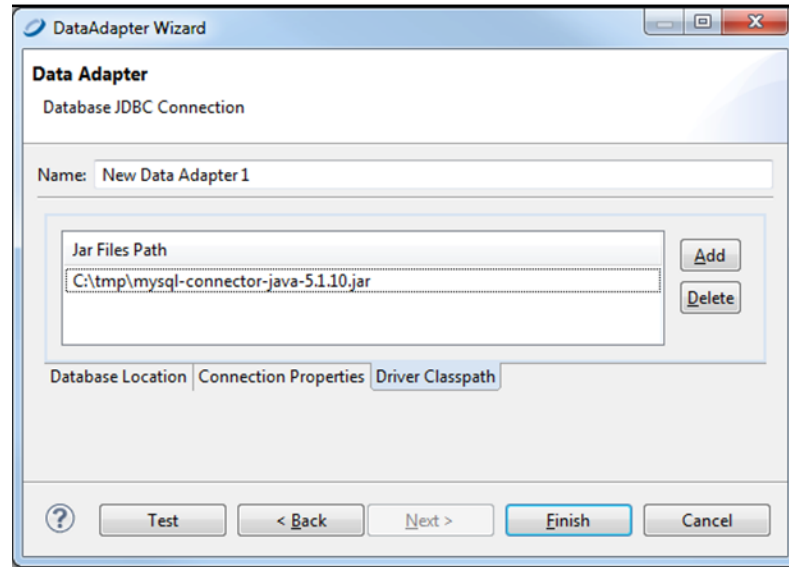 DataAdapter Wizard
Data Adapter
Database JDBC Connection
Name: New Data Adapter 1
Jar Files Path
Add
C:\tmp\mysql-connector-java-5.1.10.jar
Delete
Database Location Connection Properties Driver Classpath
? Test < Back Next > Finish Cancel